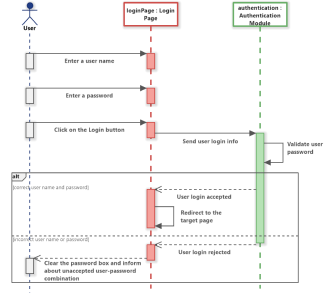 loginPage : Login
Page
authentication :
Authentication
Module
User
Enter a user name
Enter a password
Click on the Login button
Send user login info
Validate user
password
alt
[correct user name and password]
User login accepted
Redirect to the
target page
[incorrect user name or password]
User login rejected
Clear the password box and inform
about unaccepted user-password
combination